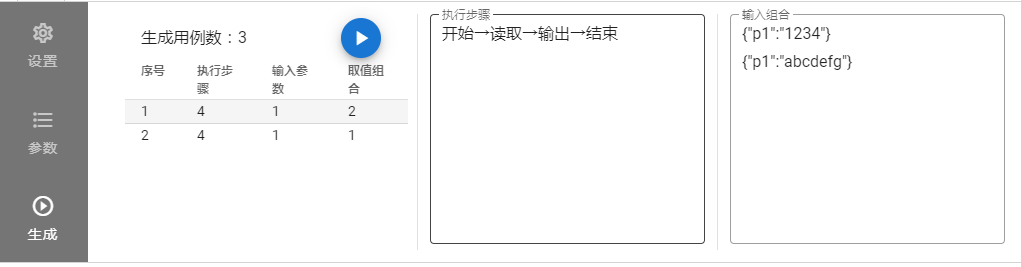 设置
参数
生成
生成用例数：3
序号 执行步骤 输入参数 取值组合
1 4 1 2
2 4 1 1
执行步骤
开始→读取→输出→结束
输入组合
{"p1":"1234"}
{"p1":"abcdefg"}